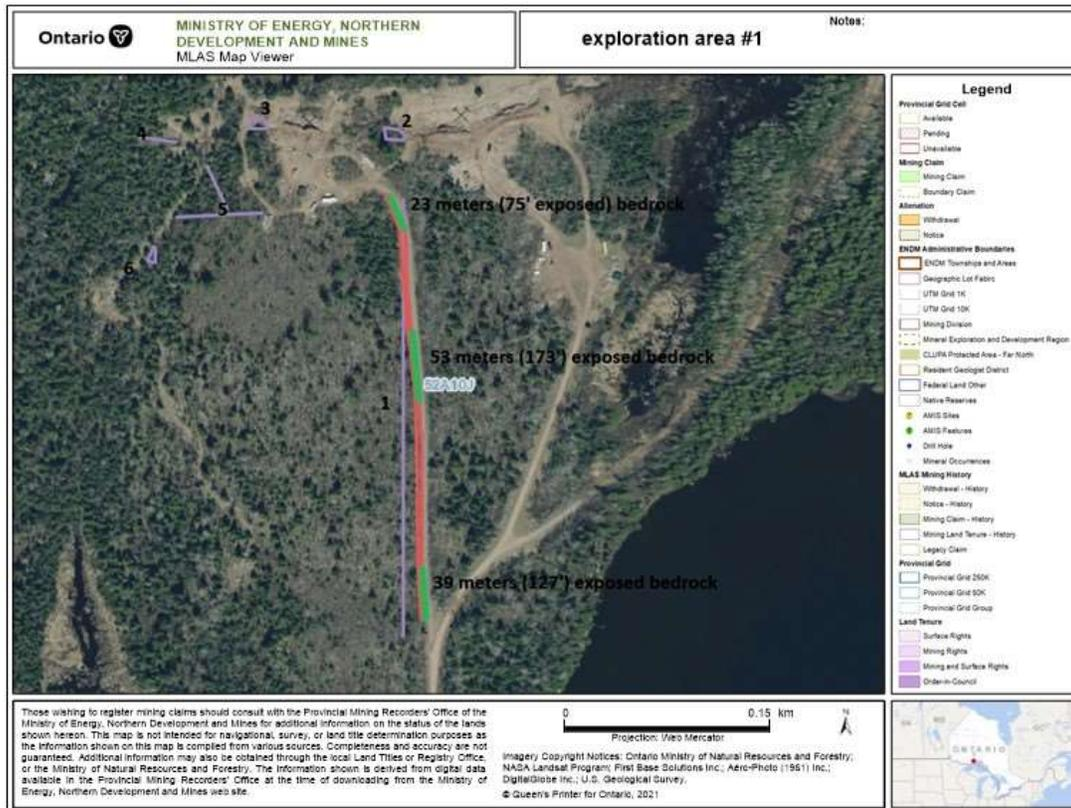 Ontario
MINISTRY OF ENERGY, NORTHERN
DEVELOPMENT AND MINES
MLAS Map Viewer
Notes:
exploration area #1
3
2
4
23 meters (75' exposed) bedrock
5
6
53 meters (173') exposed bedrock
52A10J
1
39 meters (127') exposed bedrock
Legend
Provincial Grid Cell
Available
Pending
Unavailable
Mining Claim
Mining Claim
Boundary Claim
Alienation
Withdrawal
Notice
ENDM Administrative Boundaries
ENDM Townships and Areas
Geographic Lot Fabric
UTM Grid 1K
UTM Grid 10K
Mining Division
Mineral Exploration and Development Region
CLUPA Protected Area - Far North
Resident Geologist District
Federal Land Other
Native Reserves
AMIS Sites
AMIS Features
Drill Hole
Mineral Occurrences
MLAS Mining History
Withdrawal - History
Notice - History
Mining Claim - History
Mining Land Tenure - History
Legacy Claim
Provincial Grid
Provincial Grid 250K
Provincial Grid 50K
Provincial Grid Group
Land Tenure
Surface Rights
Mining Rights
Mining and Surface Rights
Order-in-Council
Those wishing to register mining claims should consult with the Provincial Mining Recorders' Office of the
Ministry of Energy, Northern Development and Mines for additional information on the status of the lands
shown hereon. This map is not intended for navigational, survey, or land title determination purposes as
the information shown on this map is compiled from various sources. Completeness and accuracy are not
guaranteed. Additional information may also be obtained through the local Land Titles or Registry Office,
or the Ministry of Natural Resources and Forestry. The information shown is derived from digital data
available in the Provincial Mining Recorders' Office at the time of downloading from the Ministry of
Energy, Northern Development and Mines web site.
0 0.15 km
Projection: Web Mercator
N
Imagery Copyright Notices: Ontario Ministry of Natural Resources and Forestry;
NASA Landsat Program; First Base Solutions Inc.; Aéro-Photo (1961) Inc.;
DigitalGlobe Inc.; U.S. Geological Survey.
© Queen's Printer for Ontario, 2021
ONTARIO